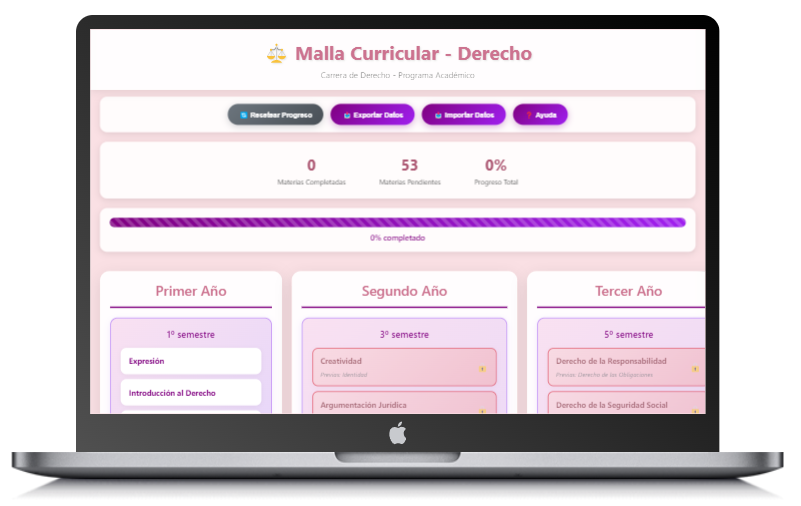 Malla Curricular - Derecho
Carrera de Derecho - Programa Académico
Resetear Progreso
Exportar Datos
Importar Datos
Ayuda
0
53
0%
Materias Completadas
Materias Pendientes
Progreso Total
0% completado
Primer Año
Segundo Año
Tercer Año
1º semestre
3º semestre
5º semestre
Expresión
Creatividad
Previas: Identidad
Derecho de la Responsabilidad
Previas: Derecho de las Obligaciones
Introducción al Derecho
Argumentación Jurídica
Derecho de la Seguridad Social